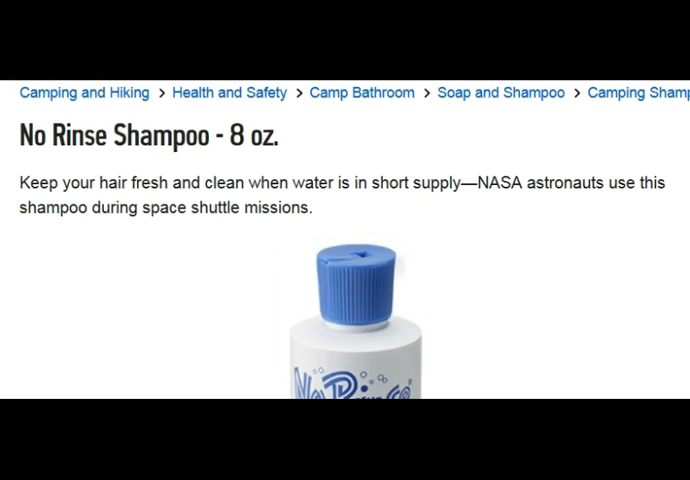 Camping and Hiking > Health and Safety > Camp Bathroom > Soap and Shampoo > Camping Shamp
No Rinse Shampoo - 8 oz.
Keep your hair fresh and clean when water is in short supply—NASA astronauts use this
shampoo during space shuttle missions.